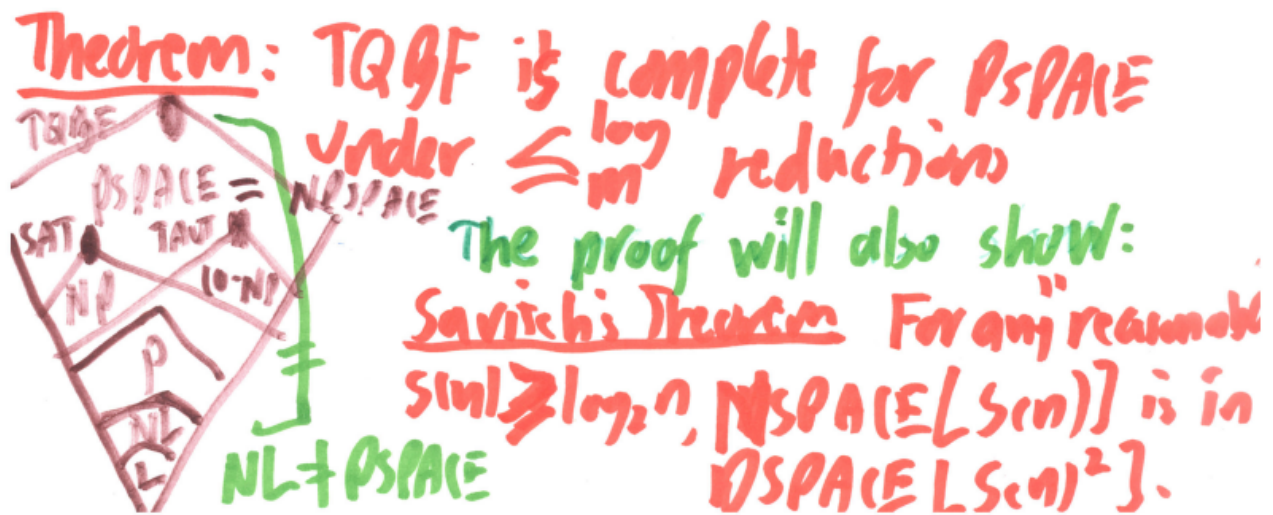 Theorem: TQBF is complete for PSPACE
under ≤ log m reductions
TQBF
PSPACE = NPSPACE
SAT TAUT
The proof will also show:
NP co-NP
Savitch's Theorem For any "reasonable
P
s(n) ≥ log₂ n, NSPACE[s(n)] is in
NL
L
NL ≠ PSPACE
DSPACE[s(n)²].